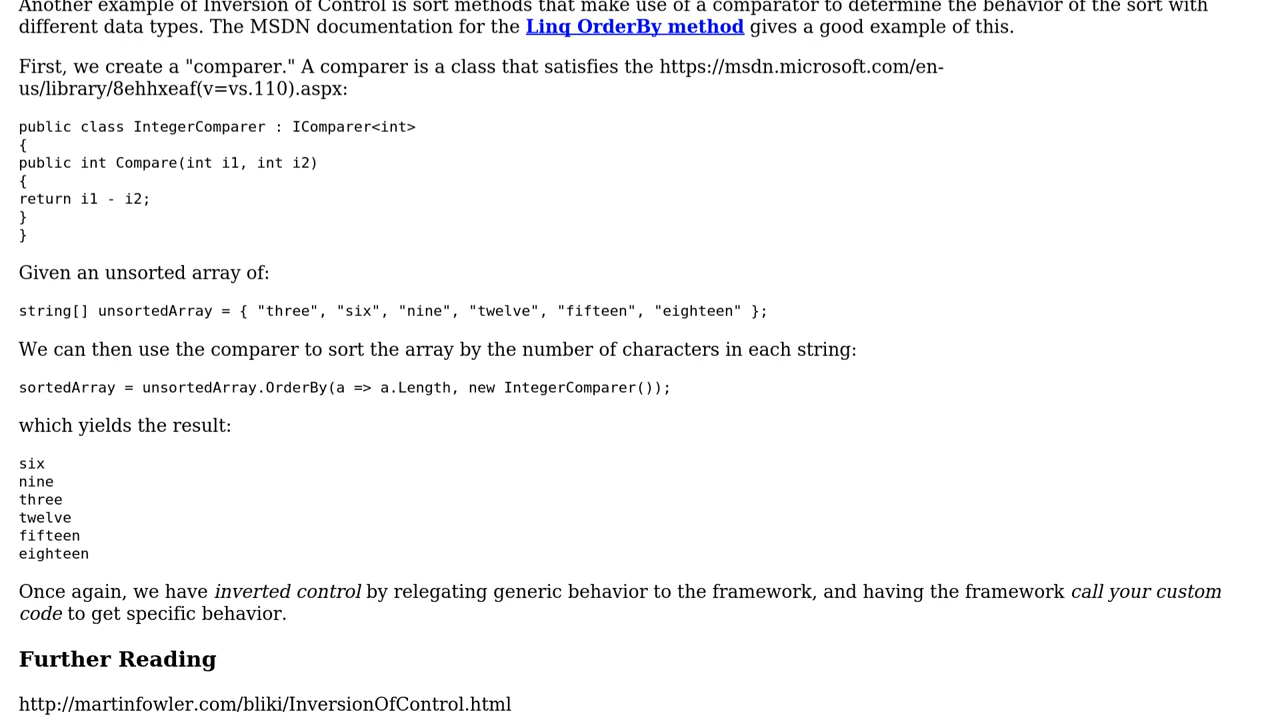 Another example of Inversion of Control is sort methods that make use of a comparator to determine the behavior of the sort with
different data types. The MSDN documentation for the Linq OrderBy method gives a good example of this.
First, we create a "comparer." A comparer is a class that satisfies the https://msdn.microsoft.com/en-
us/library/8ehhxeaf(v=vs.110).aspx:
public class IntegerComparer : IComparer<int>
{
public int Compare(int i1, int i2)
{
return i1 - i2;
}
}
Given an unsorted array of:
string[] unsortedArray = { "three", "six", "nine", "twelve", "fifteen", "eighteen" };
We can then use the comparer to sort the array by the number of characters in each string:
sortedArray = unsortedArray.OrderBy(a => a.Length, new IntegerComparer());
which yields the result:
six
nine
three
twelve
fifteen
eighteen
Once again, we have inverted control by relegating generic behavior to the framework, and having the framework call your custom
code to get specific behavior.
Further Reading
http://martinfowler.com/bliki/InversionOfControl.html